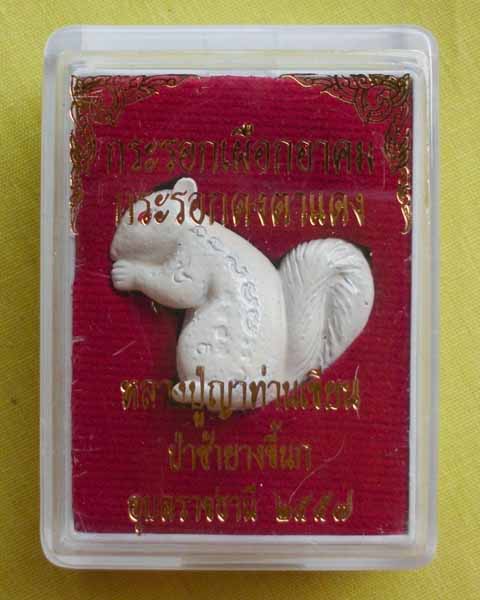 กระรอกเผือกอาคม
กระรอกดงตาแดง
หลวงปู่ญาท่านเขียน
ป่าช้ายางขี้นก
อุบลราชธานี ๒๕๕๗